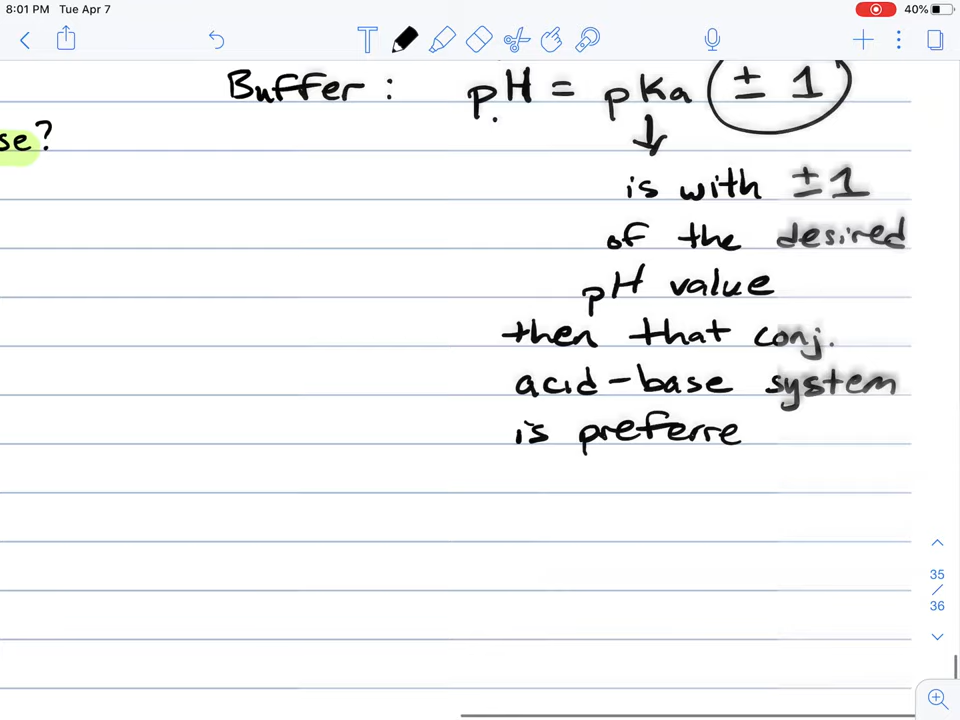 8:01 PM Tue Apr 7
40%
T
Buffer : pH = pKa ( ± 1 )
se?
↓
is with ±1
of the desired
pH value
then that conj.
acid-base system
is preferre
35
/
36